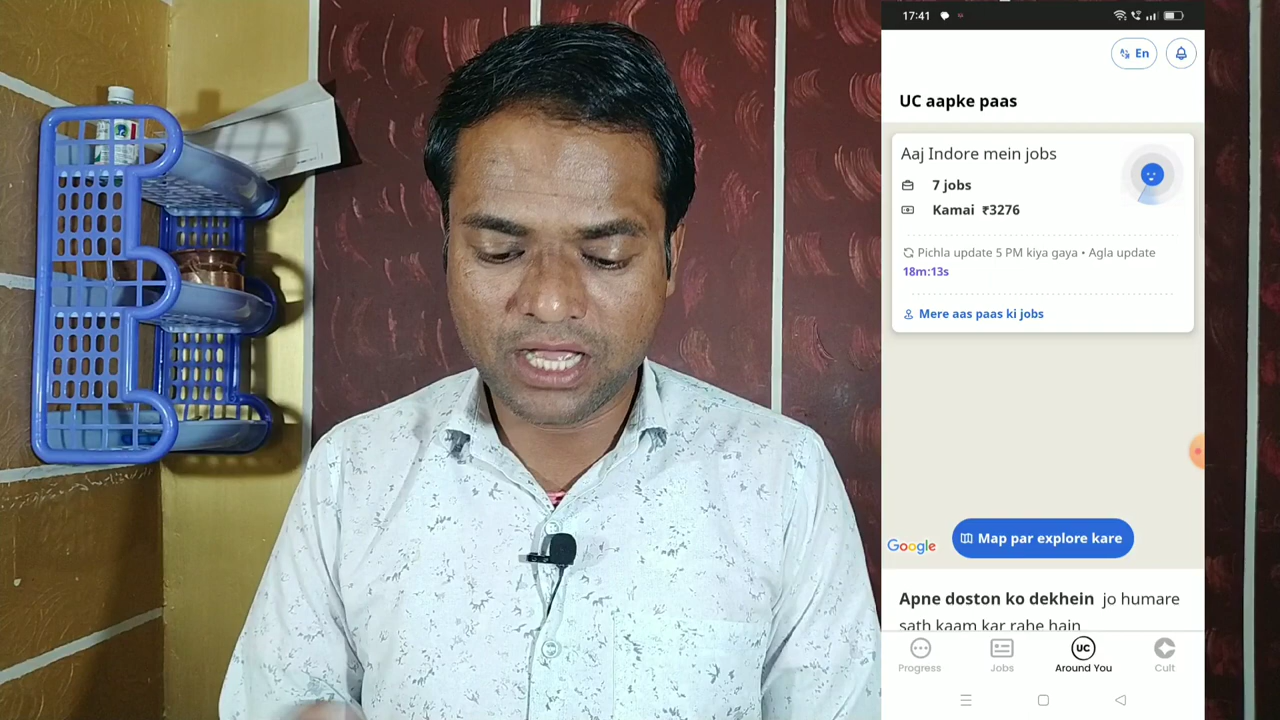 17:41
En
UC aapke paas
Aaj Indore mein jobs
7 jobs
Kamai ₹3276
Pichla update 5 PM kiya gaya • Agla update
18m:13s
Mere aas paas ki jobs
Google
Map par explore kare
Apne doston ko dekhein jo humare
sath kaam kar rahe hain
Progress
Jobs
UC
Around You
Cult